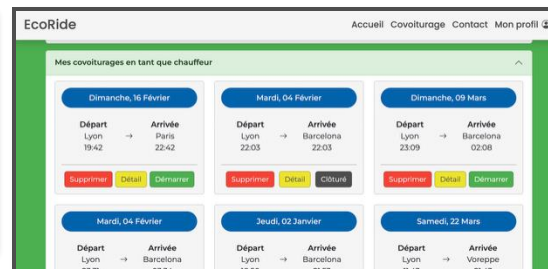 EcoRide Accueil Covoiturage Contact Mon profil
Mes covoiturages en tant que chauffeur
Dimanche, 16 Février Mardi, 04 Février Dimanche, 09 Mars
Départ Arrivée Départ Arrivée Départ Arrivée
Lyon → Paris Lyon → Barcelona Lyon → Barcelona
19:42 22:42 22:03 22:03 23:09 02:08
Supprimer Détail Démarrer Supprimer Détail Clôturé Supprimer Détail Démarrer
Mardi, 04 Février Jeudi, 02 Janvier Samedi, 22 Mars
Départ Arrivée Départ Arrivée Départ Arrivée
Lyon → Barcelona Lyon → Barcelona Lyon → Voreppe